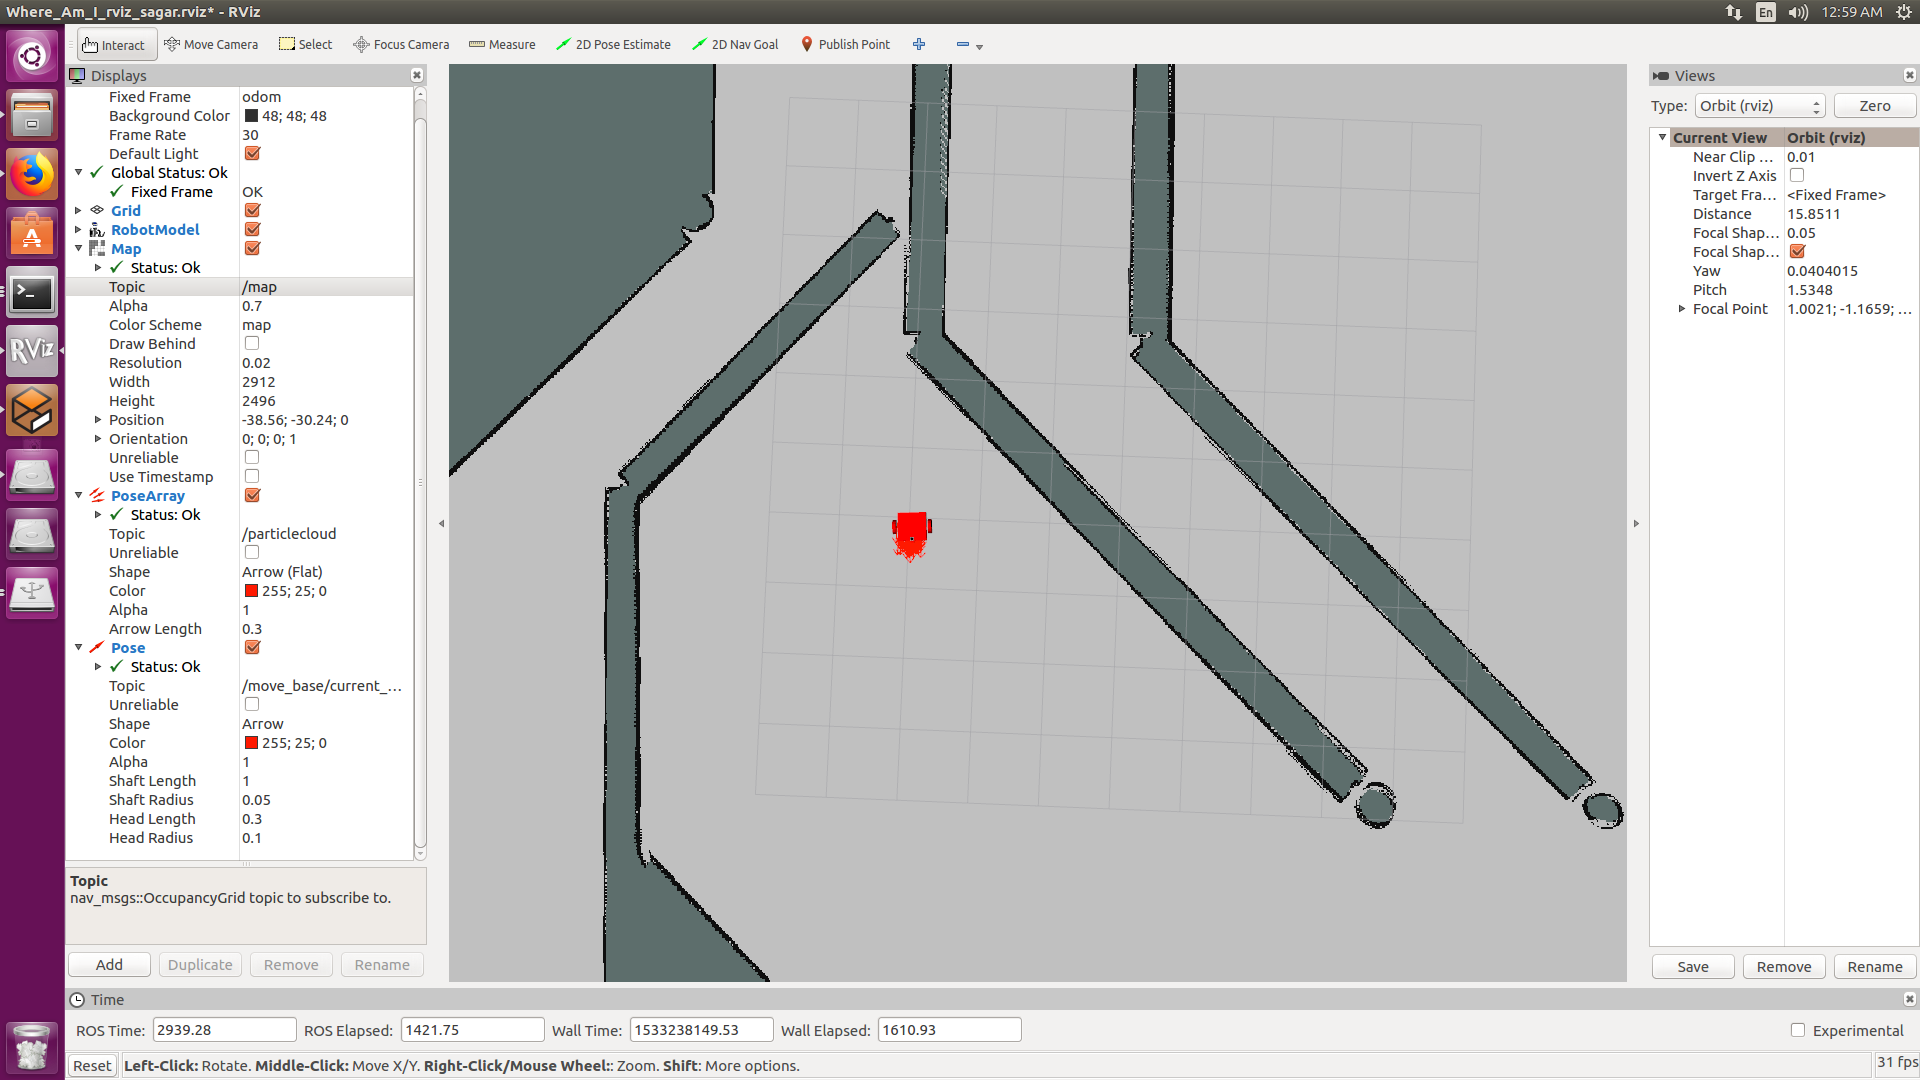 Where_Am_I_rviz_sagar.rviz* - RViz
En
12:59 AM
Interact
Move Camera
Select
Focus Camera
Measure
2D Pose Estimate
2D Nav Goal
Publish Point
Displays
Fixed Frame odom
Background Color 48; 48; 48
Frame Rate 30
Default Light
Global Status: Ok
Fixed Frame OK
Grid
RobotModel
Map
Status: Ok
Topic /map
Alpha 0.7
Color Scheme map
Draw Behind
Resolution 0.02
Width 2912
Height 2496
Position -38.56; -30.24; 0
Orientation 0; 0; 0; 1
Unreliable
Use Timestamp
PoseArray
Status: Ok
Topic /particlecloud
Unreliable
Shape Arrow (Flat)
Color 255; 25; 0
Alpha 1
Arrow Length 0.3
Pose
Status: Ok
Topic /move_base/current_...
Unreliable
Shape Arrow
Color 255; 25; 0
Alpha 1
Shaft Length 1
Shaft Radius 0.05
Head Length 0.3
Head Radius 0.1
Topic
nav_msgs::OccupancyGrid topic to subscribe to.
Add Duplicate Remove Rename
Views
Type: Orbit (rviz) Zero
Current View Orbit (rviz)
Near Clip ... 0.01
Invert Z Axis
Target Fra... <Fixed Frame>
Distance 15.8511
Focal Shap... 0.05
Focal Shap...
Yaw 0.0404015
Pitch 1.5348
Focal Point 1.0021; -1.1659; ...
Save Remove Rename
RViz
Time
ROS Time: 2939.28 ROS Elapsed: 1421.75 Wall Time: 1533238149.53 Wall Elapsed: 1610.93 Experimental
Reset Left-Click: Rotate. Middle-Click: Move X/Y. Right-Click/Mouse Wheel:: Zoom. Shift: More options. 31 fps